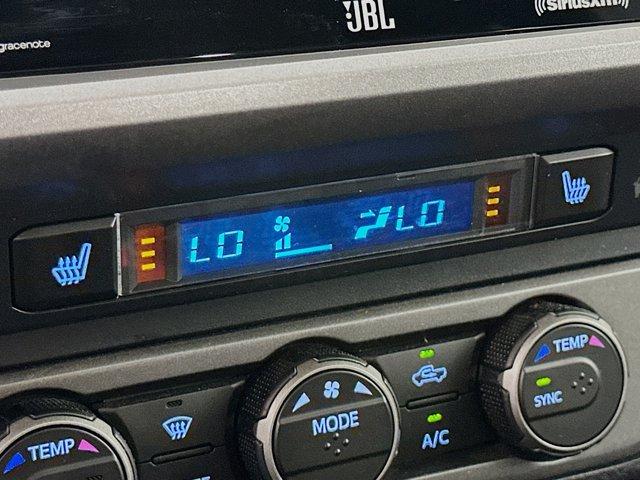 gracenote
JBL
((SiriusXM))
LO LO
TEMP
MODE
A/C
TEMP
SYNC